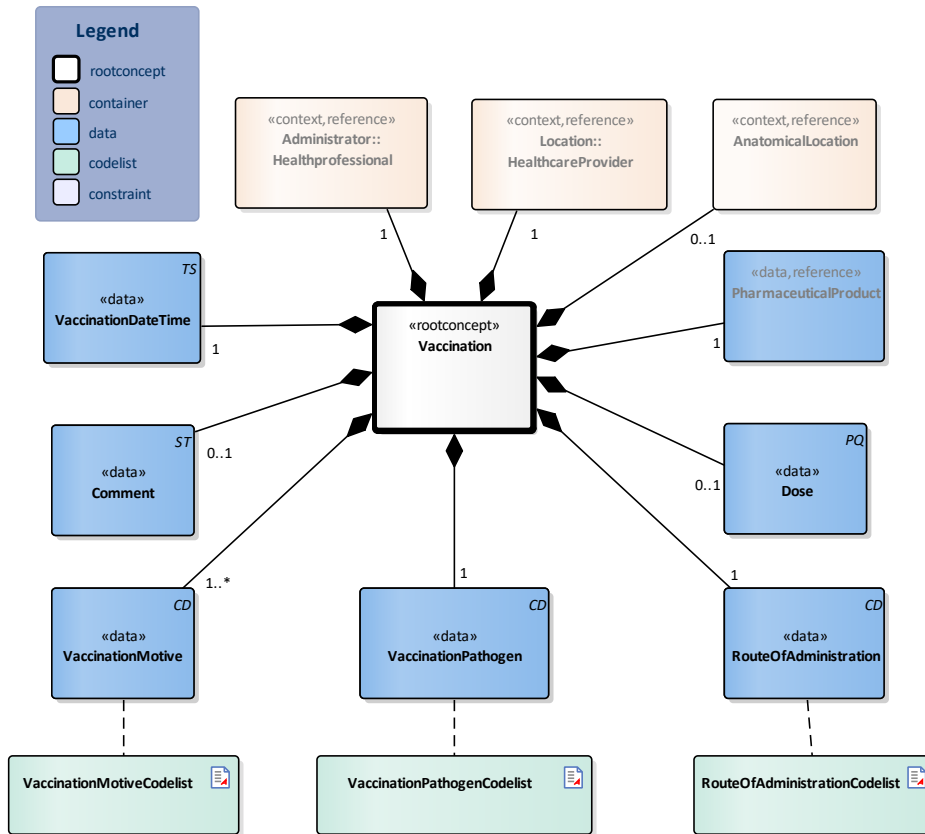 Legend
rootconcept
container
data
codelist
constraint
«context,reference»
Administrator::
Healthprofessional
«context,reference»
Location::
HealthcareProvider
«context,reference»
AnatomicalLocation
1
1
0..1
TS
«data»
VaccinationDateTime
1
«rootconcept»
Vaccination
«data,reference»
PharmaceuticalProduct
1
ST
«data»
Comment
0..1
PQ
«data»
Dose
0..1
1..*
1
1
CD
«data»
VaccinationMotive
CD
«data»
VaccinationPathogen
CD
«data»
RouteOfAdministration
VaccinationMotiveCodelist
VaccinationPathogenCodelist
RouteOfAdministrationCodelist